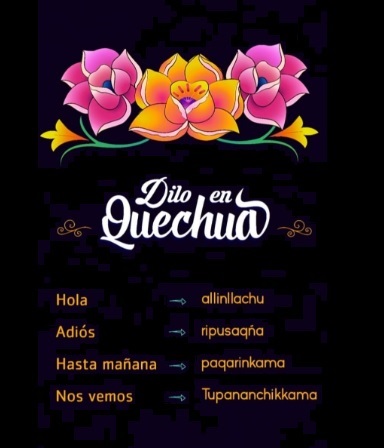 Dilo en
Quechua
Hola → allinllachu
Adiós → ripusaqña
Hasta mañana → paqarinkama
Nos vemos → Tupananchikkama